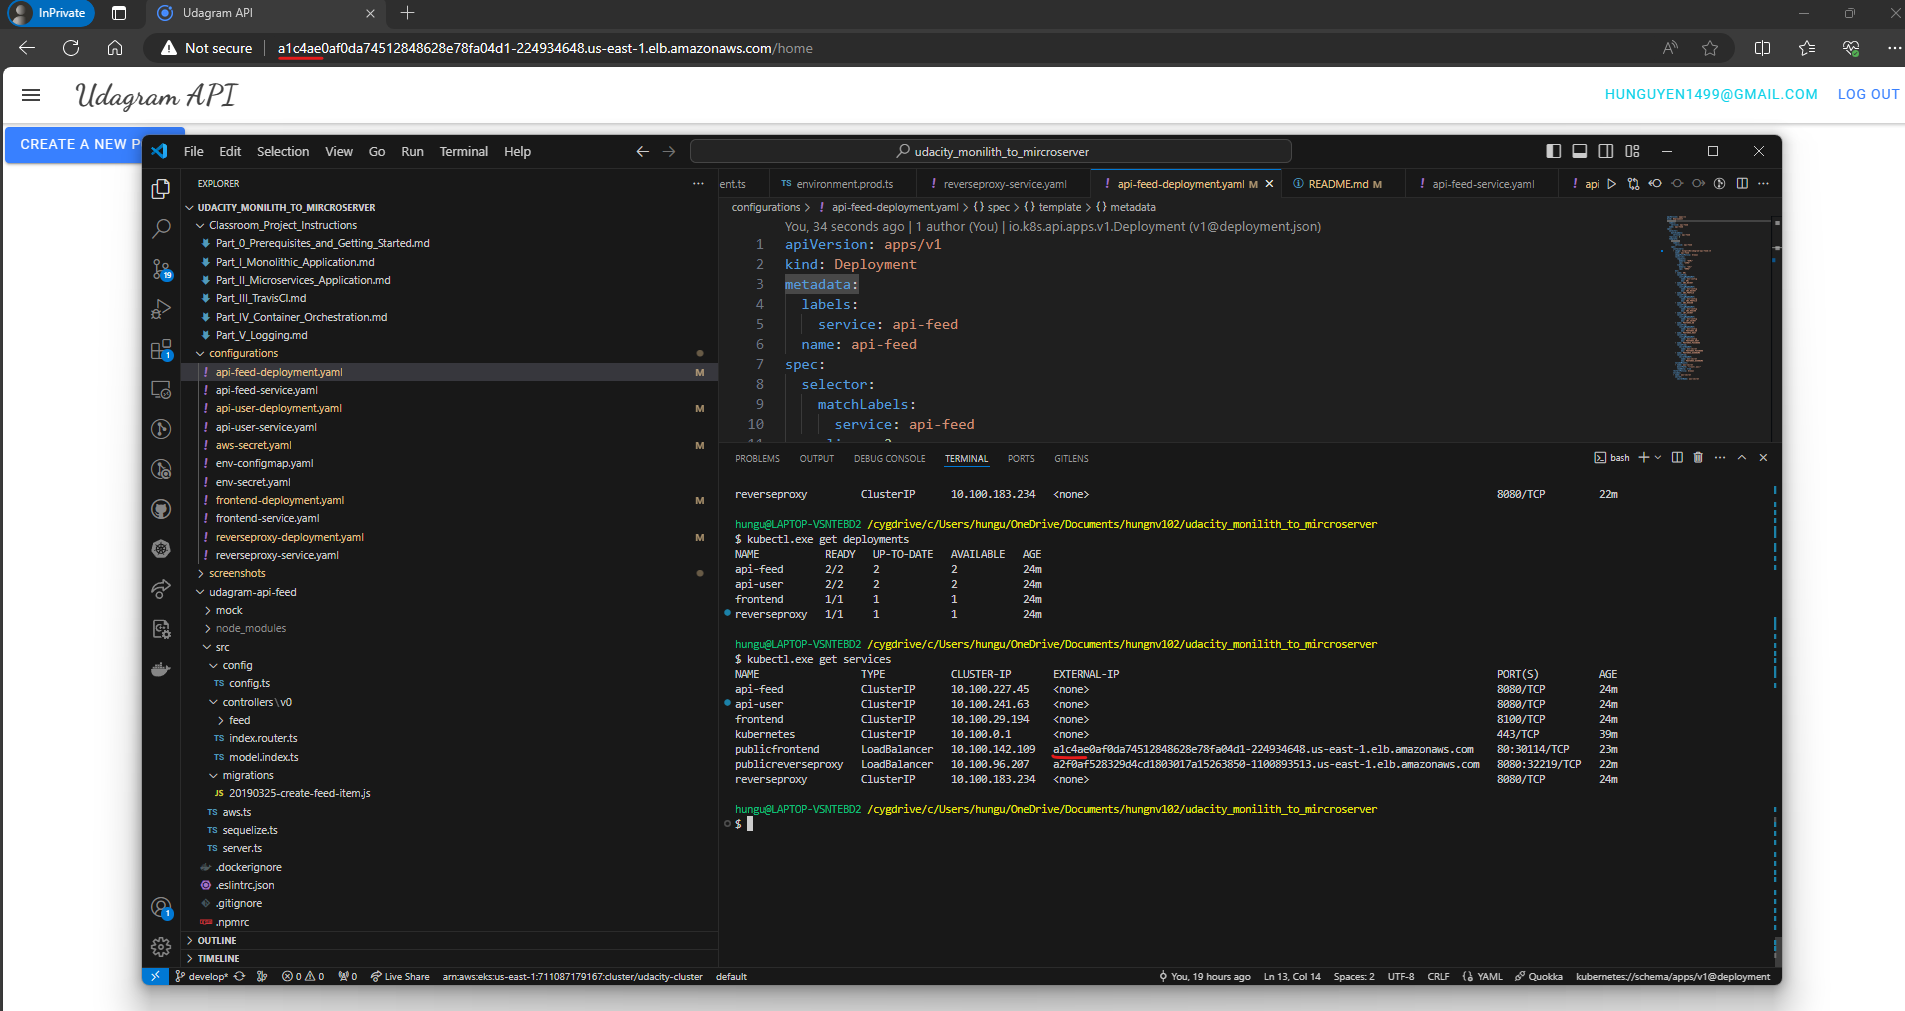 InPrivate
Udagram API
Not secure
a1c4ae0af0da74512848628e78fa04d1-224934648.us-east-1.elb.amazonaws.com/home
Udagram API
HUNGUYEN1499@GMAIL.COM LOG OUT
CREATE A NEW P
File Edit Selection View Go Run Terminal Help
udacity_monilith_to_mircroserver
EXPLORER
UDACITY_MONILITH_TO_MIRCROSERVER
Classroom_Project_Instructions
Part_0_Prerequisites_and_Getting_Started.md
Part_I_Monolithic_Application.md
Part_II_Microservices_Application.md
Part_III_TravisCI.md
Part_IV_Container_Orchestration.md
Part_V_Logging.md
configurations
api-feed-deployment.yaml M
api-feed-service.yaml
api-user-deployment.yaml M
api-user-service.yaml
aws-secret.yaml M
env-configmap.yaml
env-secret.yaml
frontend-deployment.yaml M
frontend-service.yaml
reverseproxy-deployment.yaml M
reverseproxy-service.yaml
screenshots
udagram-api-feed
mock
node_modules
src
config
TS config.ts
controllers\v0
feed
TS index.router.ts
TS model.index.ts
migrations
JS 20190325-create-feed-item.js
TS aws.ts
TS sequelize.ts
TS server.ts
.dockerignore
.eslintrc.json
.gitignore
.npmrc
OUTLINE
TIMELINE
19
1
1
ent.ts TS environment.prod.ts ! reverseproxy-service.yaml ! api-feed-deployment.yaml M README.md M ! api-feed-service.yaml ! api
configurations > ! api-feed-deployment.yaml > {} spec > {} template > {} metadata
You, 34 seconds ago | 1 author (You) | io.k8s.api.apps.v1.Deployment (v1@deployment.json)
1 apiVersion: apps/v1
2 kind: Deployment
3 metadata:
4 labels:
5 service: api-feed
6 name: api-feed
7 spec:
8 selector:
9 matchLabels:
10 service: api-feed
PROBLEMS OUTPUT DEBUG CONSOLE TERMINAL PORTS GITLENS
bash
reverseproxy ClusterIP 10.100.183.234 <none> 8080/TCP 22m
hungu@LAPTOP-VSNTEBD2 /cygdrive/c/Users/hungu/OneDrive/Documents/hungnv102/udacity_monilith_to_mircroserver
$ kubectl.exe get deployments
NAME READY UP-TO-DATE AVAILABLE AGE
api-feed 2/2 2 2 24m
api-user 2/2 2 2 24m
frontend 1/1 1 1 24m
reverseproxy 1/1 1 1 24m
hungu@LAPTOP-VSNTEBD2 /cygdrive/c/Users/hungu/OneDrive/Documents/hungnv102/udacity_monilith_to_mircroserver
$ kubectl.exe get services
NAME TYPE CLUSTER-IP EXTERNAL-IP PORT(S) AGE
api-feed ClusterIP 10.100.227.45 <none> 8080/TCP 24m
api-user ClusterIP 10.100.241.63 <none> 8080/TCP 24m
frontend ClusterIP 10.100.29.194 <none> 8100/TCP 24m
kubernetes ClusterIP 10.100.0.1 <none> 443/TCP 39m
publicfrontend LoadBalancer 10.100.142.109 a1c4ae0af0da74512848628e78fa04d1-224934648.us-east-1.elb.amazonaws.com 80:30114/TCP 23m
publicreverseproxy LoadBalancer 10.100.96.207 a2f0af528329d4cd1803017a15263850-1100893513.us-east-1.elb.amazonaws.com 8080:32219/TCP 22m
reverseproxy ClusterIP 10.100.183.234 <none> 8080/TCP 24m
hungu@LAPTOP-VSNTEBD2 /cygdrive/c/Users/hungu/OneDrive/Documents/hungnv102/udacity_monilith_to_mircroserver
$
develop* 0 0 0 Live Share arn:aws:eks:us-east-1:711087179167:cluster/udacity-cluster default You, 19 hours ago Ln 13, Col 14 Spaces: 2 UTF-8 CRLF YAML Quokka kubernetes://schema/apps/v1@deployment